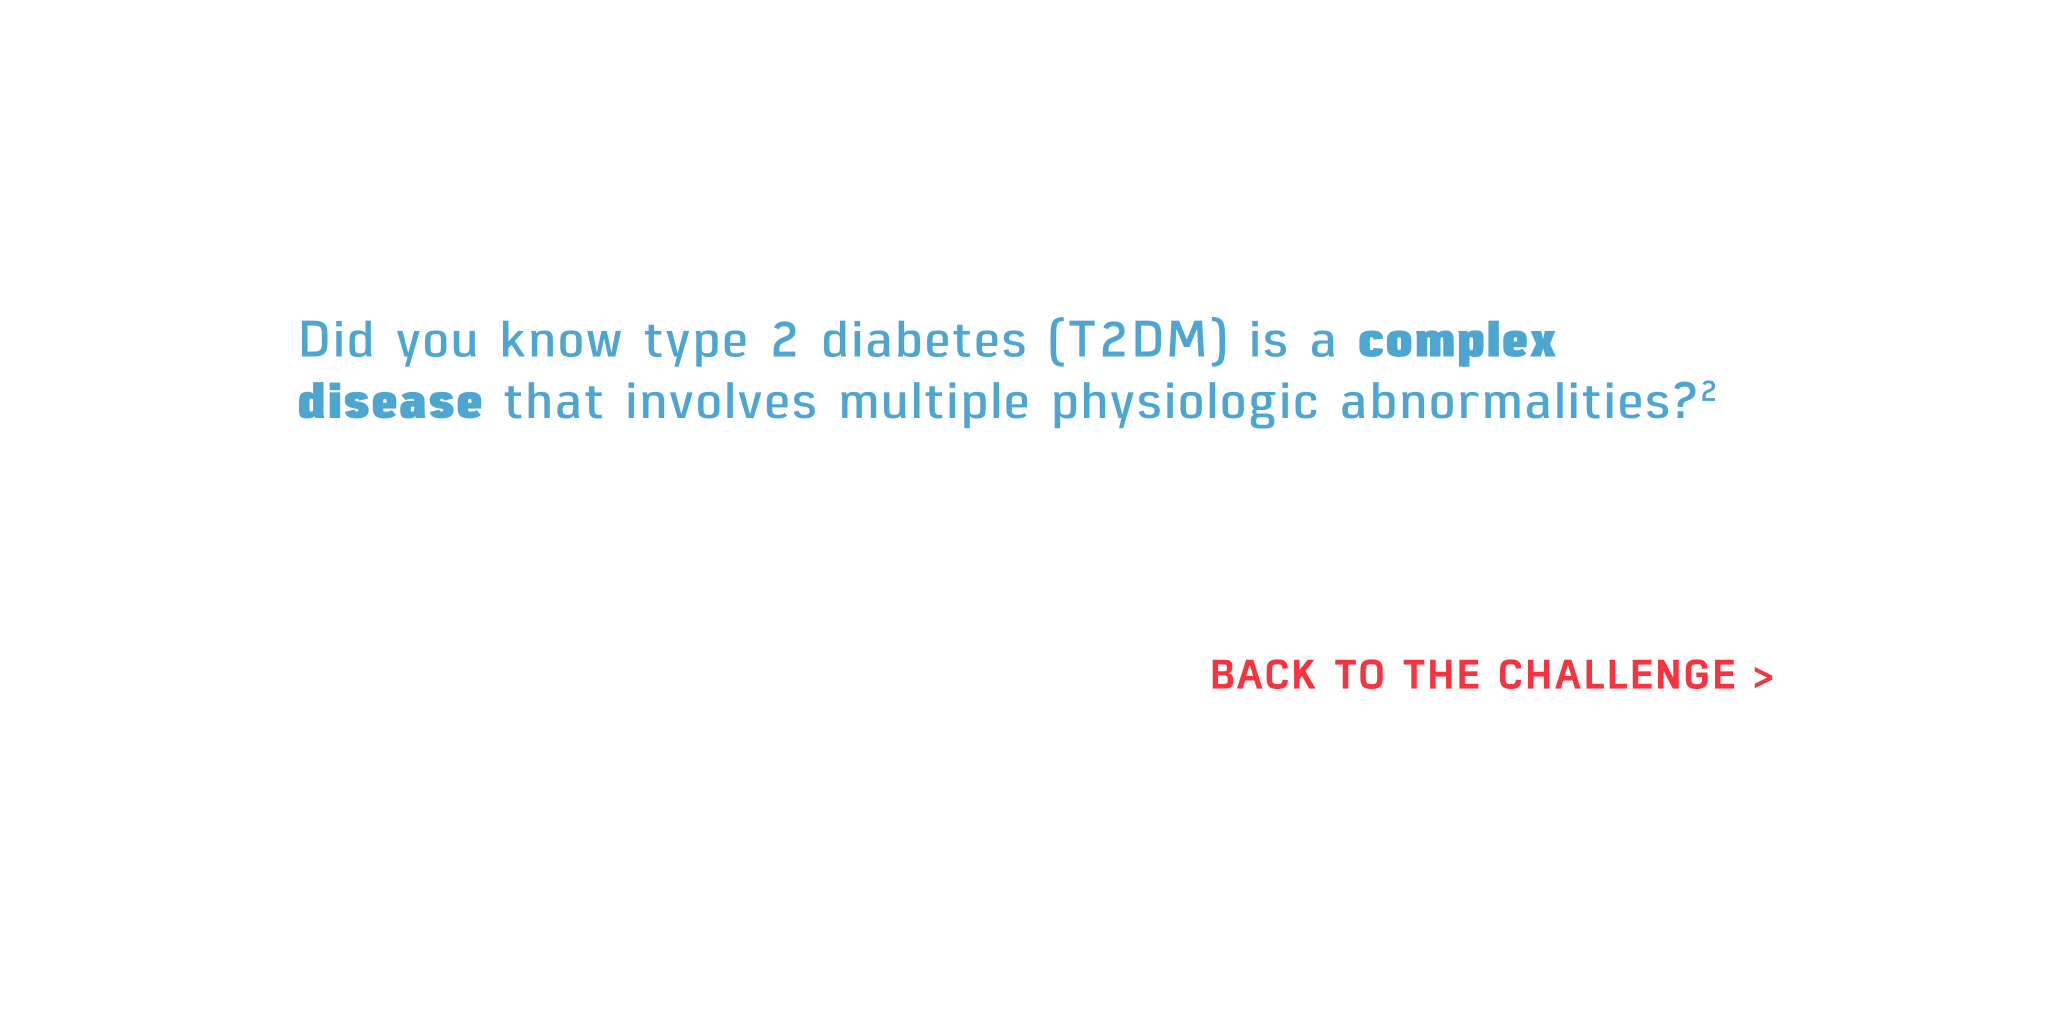 Did you know type 2 diabetes (T2DM) is a complex
disease that involves multiple physiologic abnormalities?²
BACK TO THE CHALLENGE >